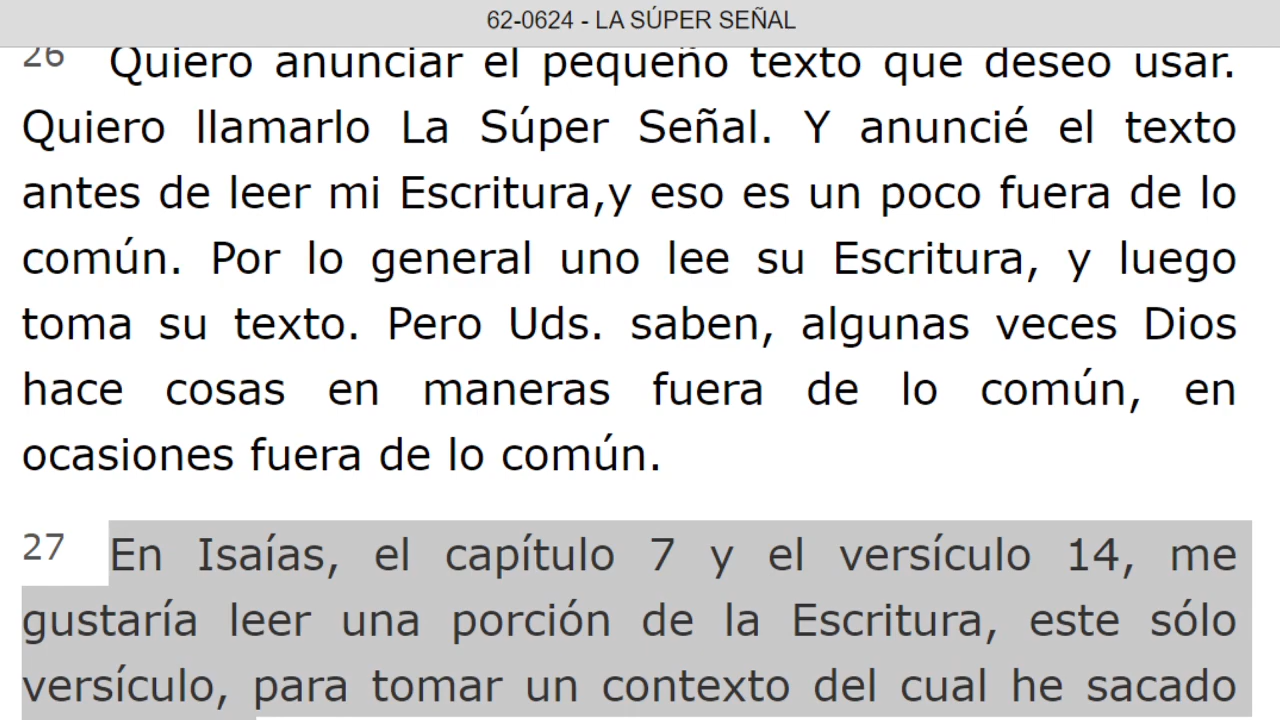 62-0624 - LA SÚPER SEÑAL
26 Quiero anunciar el pequeño texto que deseo usar.
Quiero llamarlo La Súper Señal. Y anuncié el texto
antes de leer mi Escritura,y eso es un poco fuera de lo
común. Por lo general uno lee su Escritura, y luego
toma su texto. Pero Uds. saben, algunas veces Dios
hace cosas en maneras fuera de lo común, en
ocasiones fuera de lo común.
27 En Isaías, el capítulo 7 y el versículo 14, me
gustaría leer una porción de la Escritura, este sólo
versículo, para tomar un contexto del cual he sacado